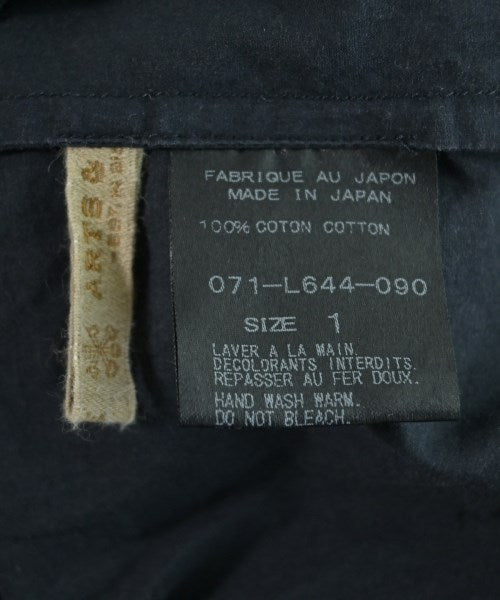 ARTS &
FABRIQUE AU JAPON
MADE IN JAPAN
100% COTON COTTON
071-L644-090
SIZE 1
LAVER A LA MAIN.
DECOLORANTS INTERDITS.
REPASSER AU FER DOUX.
HAND WASH WARM.
DO NOT BLEACH.